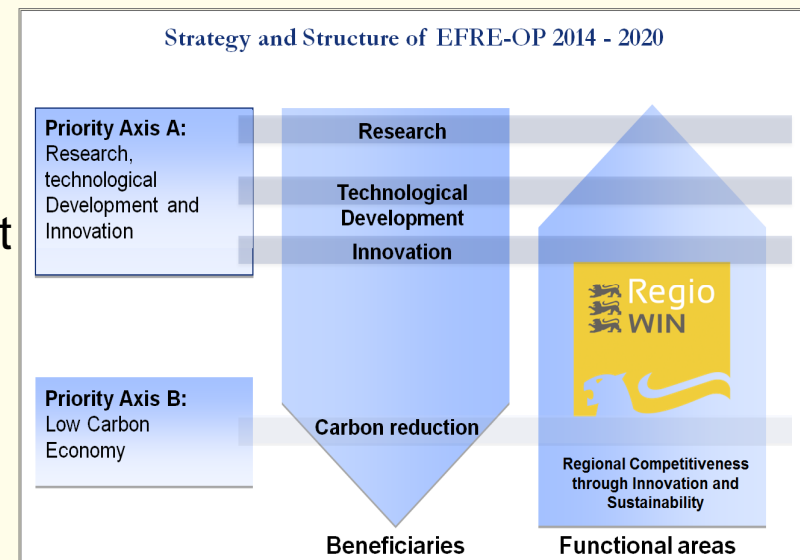 Strategy and Structure of EFRE-OP 2014 - 2020
Priority Axis A:
Research,
technological
Development and
Innovation
t
Research
Technological
Development
Innovation
Regio
WIN
Priority Axis B:
Low Carbon
Economy
Carbon reduction
Regional Competitiveness
through Innovation and
Sustainability
Beneficiaries
Functional areas